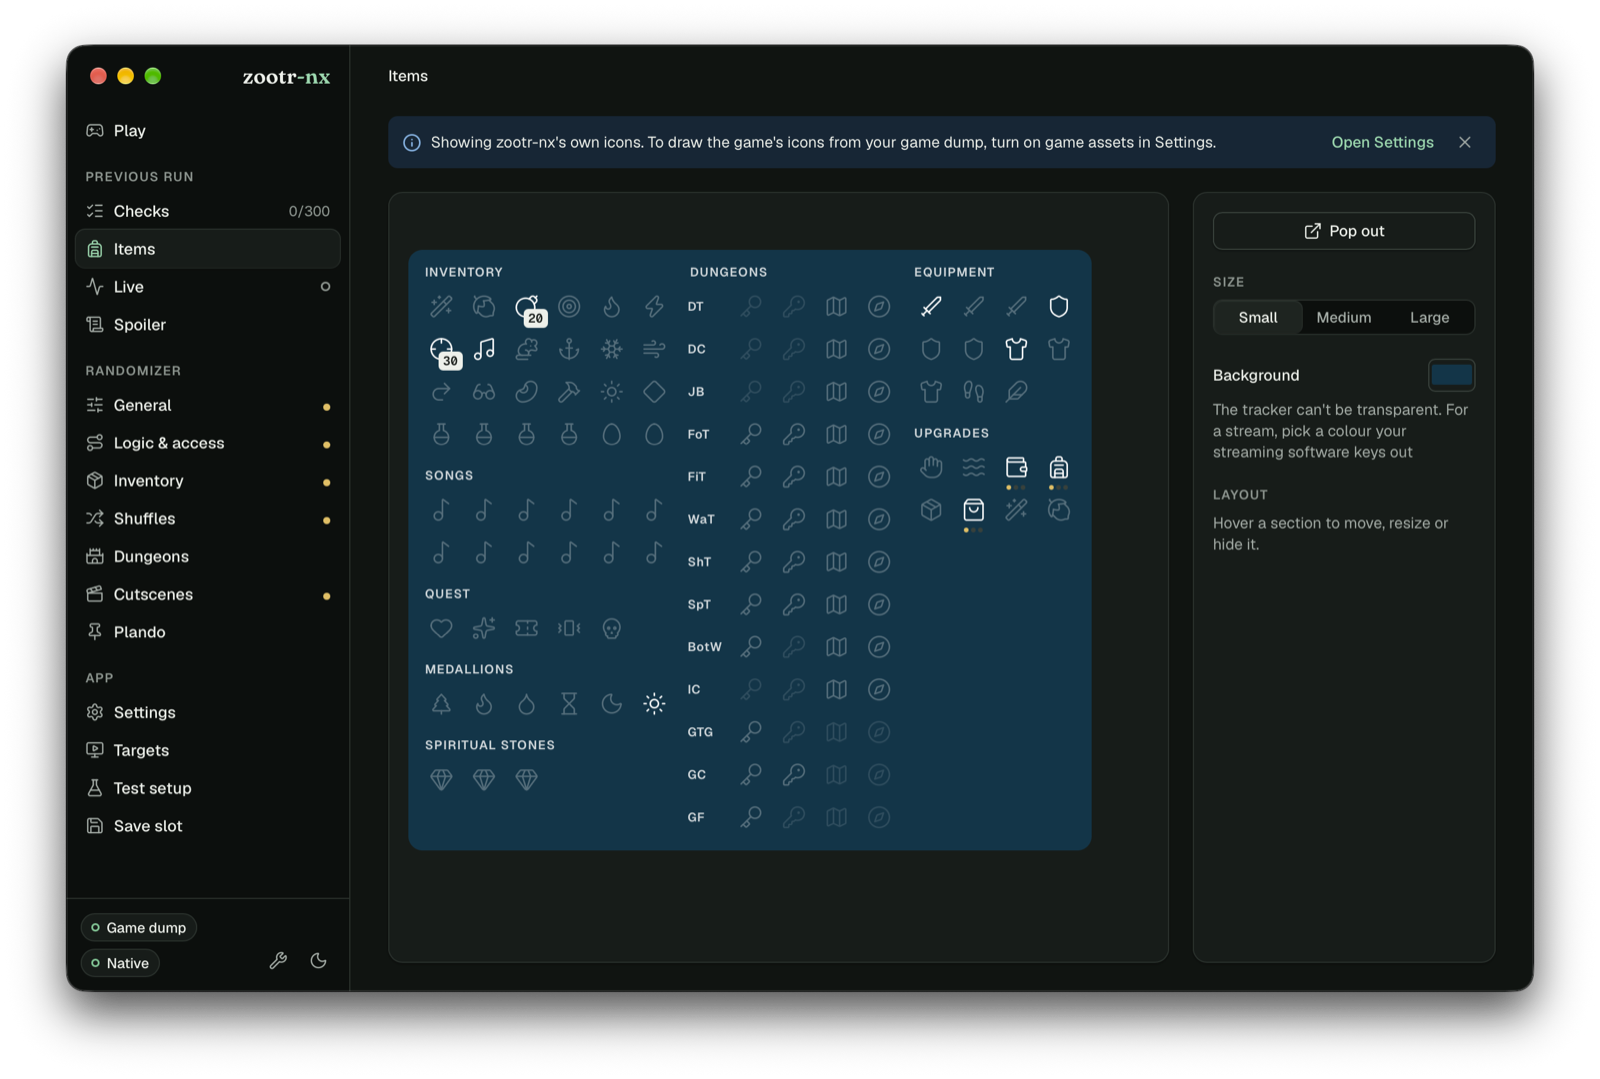 zootr-nx
Play
PREVIOUS RUN
Checks 0/300
Items
Live
Spoiler
RANDOMIZER
General
Logic & access
Inventory
Shuffles
Dungeons
Cutscenes
Plando
APP
Settings
Targets
Test setup
Save slot
Game dump
Native
Items
Showing zootr-nx's own icons. To draw the game's icons from your game dump, turn on game assets in Settings.
Open Settings
INVENTORY
20
30
SONGS
QUEST
MEDALLIONS
SPIRITUAL STONES
DUNGEONS
DT
DC
JB
FoT
FiT
WaT
ShT
SpT
BotW
IC
GTG
GC
GF
EQUIPMENT
UPGRADES
Pop out
SIZE
Small Medium Large
Background
The tracker can't be transparent. For
a stream, pick a colour your
streaming software keys out
LAYOUT
Hover a section to move, resize or
hide it.